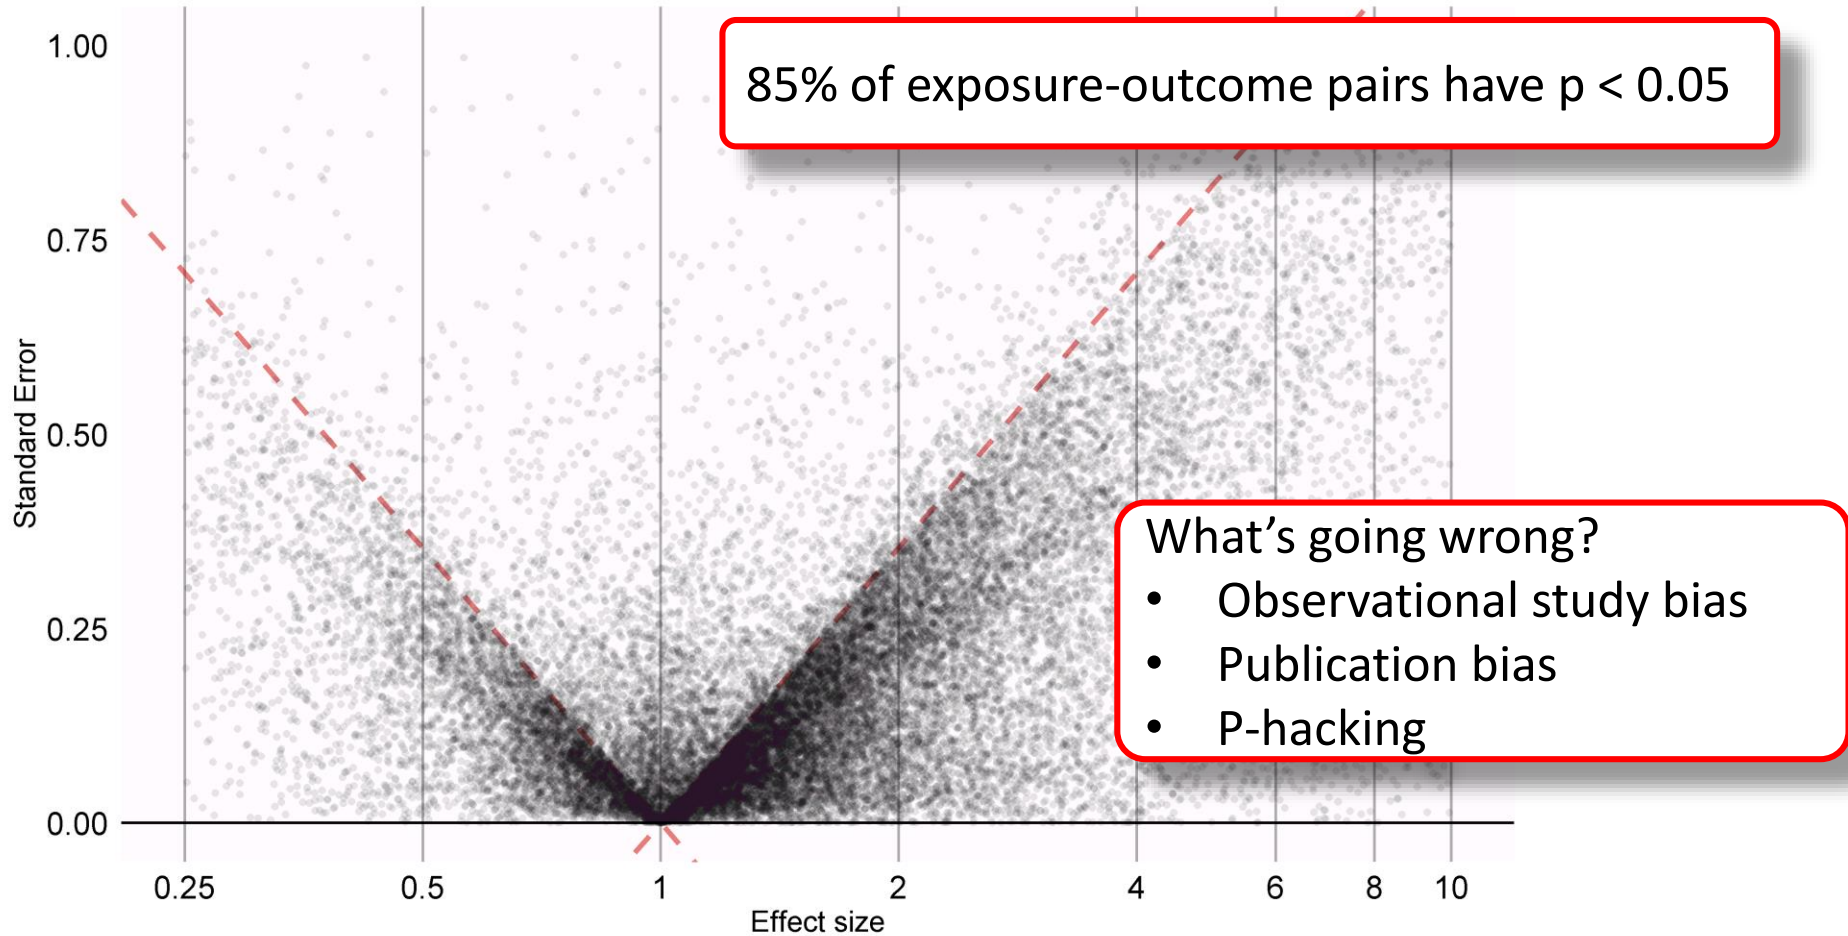 85% of exposure-outcome pairs have p < 0.05
1.00
0.75
0.50
0.25
0.00
Standard Error
What’s going wrong?
• Observational study bias
• Publication bias
• P-hacking
0.25 0.5 1 2 4 6 8 10
Effect size